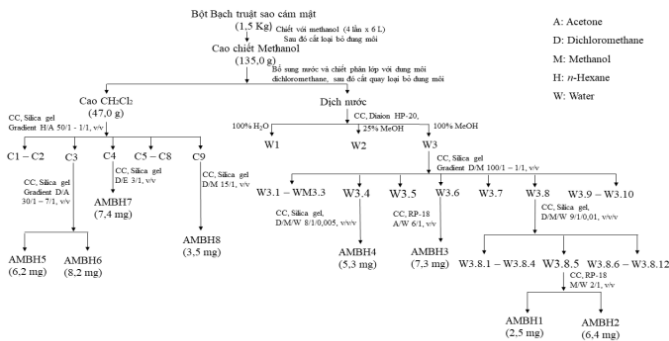 Bột Bạch truật sao cám mật
(1,5 Kg)
Chiết với methanol (4 lần x 6 L)
Sau đó cất loại bỏ dung môi
Cao chiết Methanol
(135,0 g)
Bổ sung nước và chiết phân lớp với dung môi
dichloromethane, sau đó cất quay loại bỏ dung môi
A: Acetone
D: Dichloromethane
M: Methanol
H: n-Hexane
W: Water
Cao CH2Cl2
(47,0 g)
CC, Silica gel
Gradient H/A 50/1 - 1/1, v/v
Dịch nước
CC, Diaion HP-20,
100% H2O
25% MeOH
100% MeOH
W1
W2
W3
C1 – C2
C3
C4
C5 – C8
C9
CC, Silica gel
Gradient D/M 100/1 – 1/1, v/v
CC, Silica gel
Gradient D/A
30/1 – 7/1, v/v
CC, Silica gel
D/E 3/1, v/v
CC, Silica gel
D/M 15/1, v/v
W3.1 – WM3.3
W3.4
W3.5
W3.6
W3.7
W3.8
W3.9 – W3.10
AMBH7
(7,4 mg)
AMBH8
(3,5 mg)
CC, Silica gel,
D/M/W 8/1/0,005, v/v/v
CC, RP-18
A/W 6/1, v/v
CC, Silica gel
D/M/W 9/1/0,01, v/v/v
AMBH5
(6,2 mg)
AMBH6
(8,2 mg)
AMBH4
(5,3 mg)
AMBH3
(7,3 mg)
W3.8.1 – W3.8.4
W3.8.5
W3.8.6 – W3.8.12
CC, RP-18
M/W 2/1, v/v
AMBH1
(2,5 mg)
AMBH2
(6,4 mg)